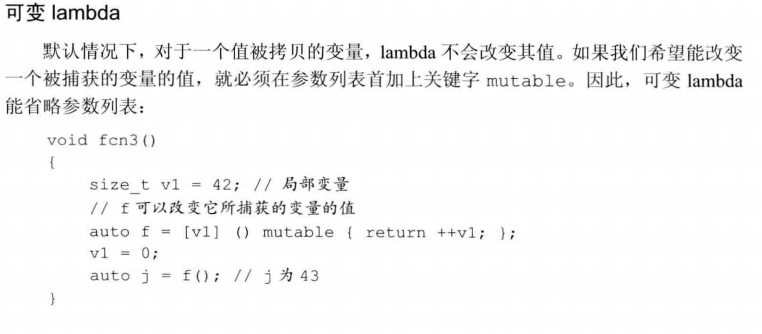 可变 lambda
默认情况下，对于一个值被拷贝的变量，lambda 不会改变其值。如果我们希望能改变
一个被捕获的变量的值，就必须在参数列表首加上关键字 mutable。因此，可变 lambda
能省略参数列表：
void fcn3()
{
size_t v1 = 42; // 局部变量
// f 可以改变它所捕获的变量的值
auto f = [v1] () mutable { return ++v1; };
v1 = 0;
auto j = f(); // j 为 43
}